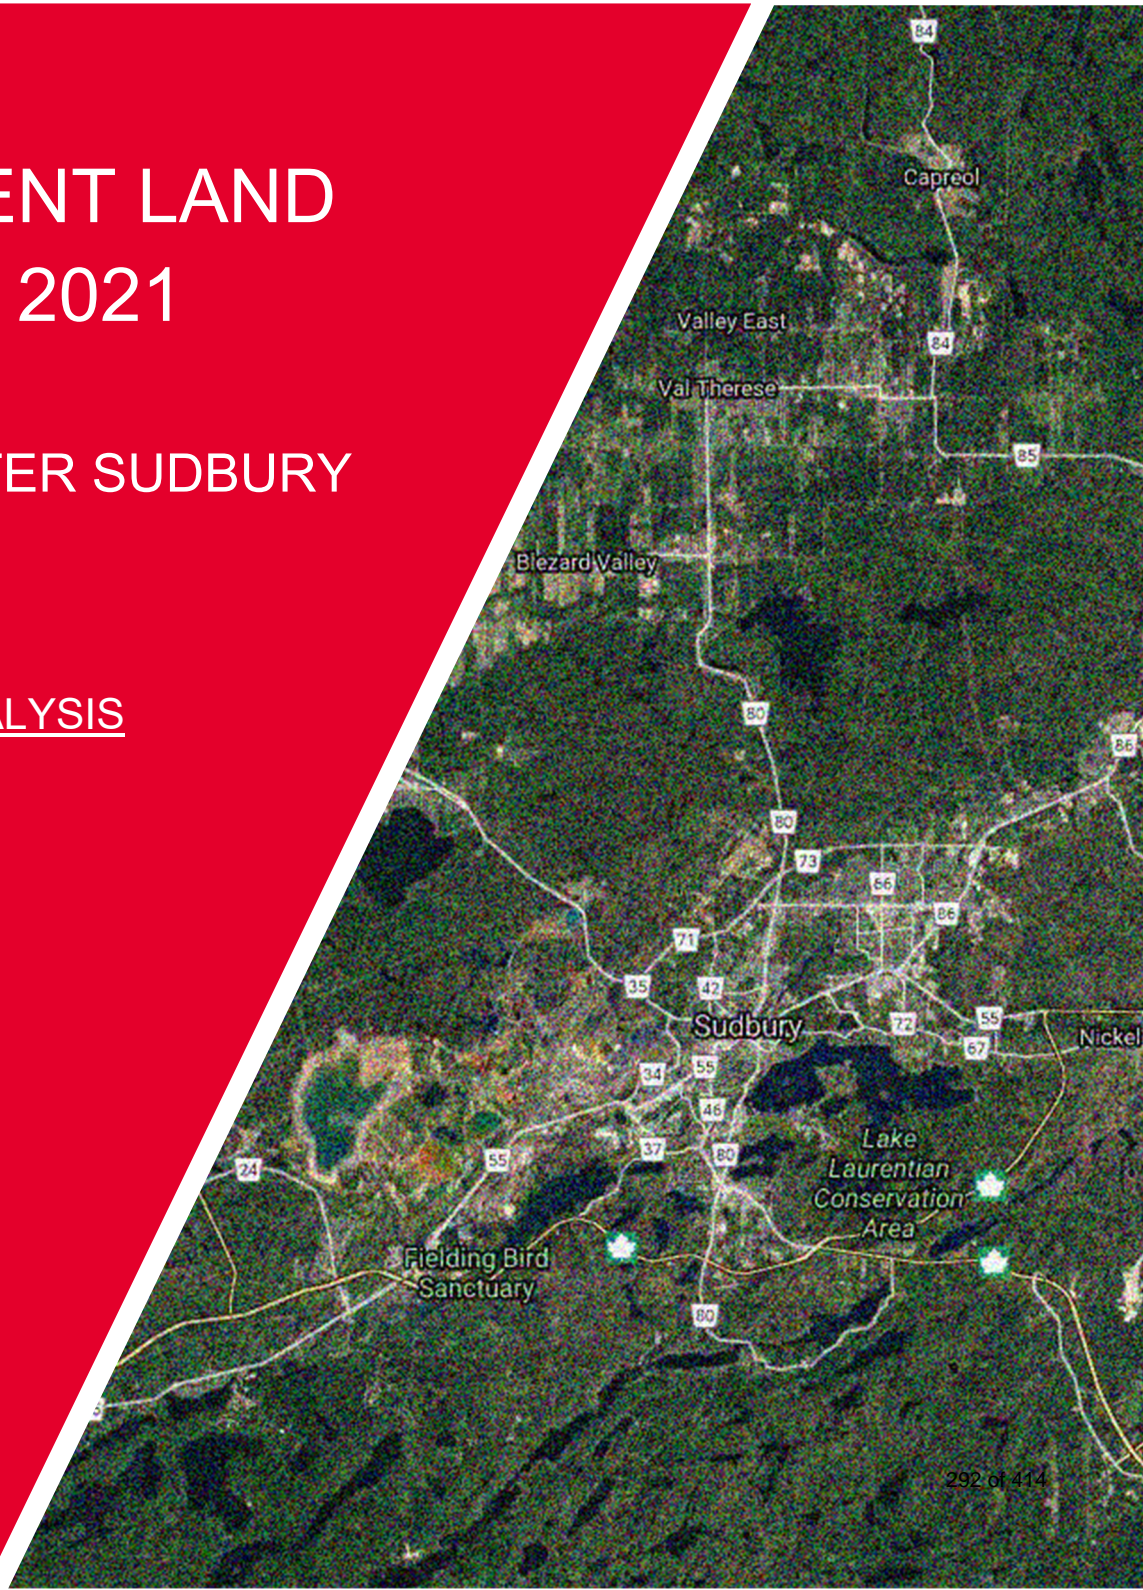 ENT LAND
2021
TER SUDBURY
ALYSIS
84
Capreol
Valley East
84
Val Therese
85
Blezard Valley
80
86
80
73
66
86
71
35
42
Sudbury
72
55
67
Nickel
34
55
46
37
80
24
55
Lake
Laurentian
Conservation
Area
Fielding Bird
Sanctuary
80
292 of 414